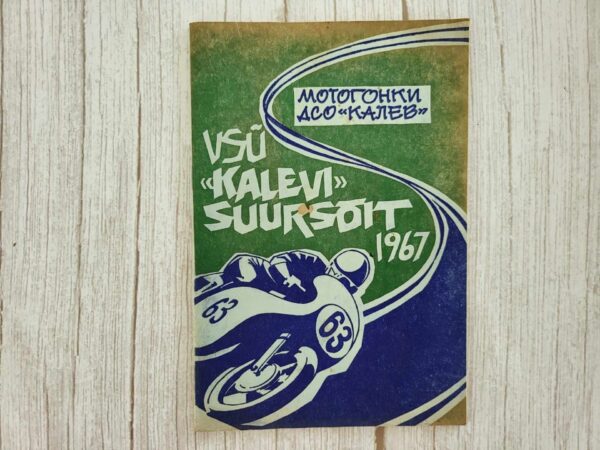 МОТОГОНКИ
ДСО «КАЛЕВ»
VSÜ
«KALEVI»
SUURSÕIT
1967
63
63